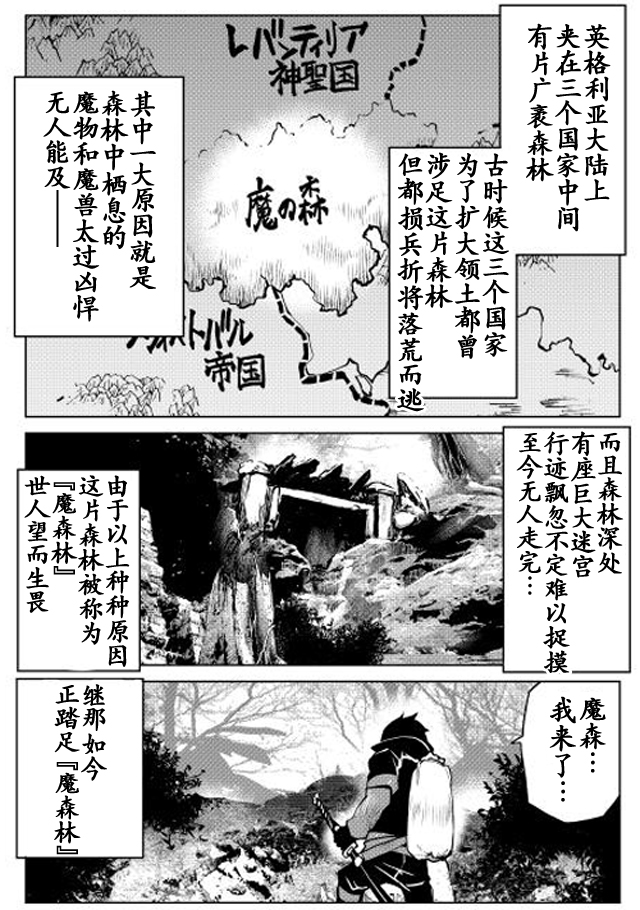 英格利亚大陆上
夹在三个国家中间
有片广袤森林
古时候这三个国家
为了扩大领土都曾
涉足这片森林
但都损兵折将落荒而逃
其中一大原因就是
森林中栖息的
魔物和魔兽太过凶悍
无人能及——
レバンティリア
神聖国
魔の森
帝国
而且森林深处
有座巨大迷宫
行迹飘忽不定难以捉摸
至今无人走完…
由于以上种种原因
这片森林被称为
『魔森林』
世人望而生畏
魔森…
我来了…
继那如今
正踏足『魔森林』